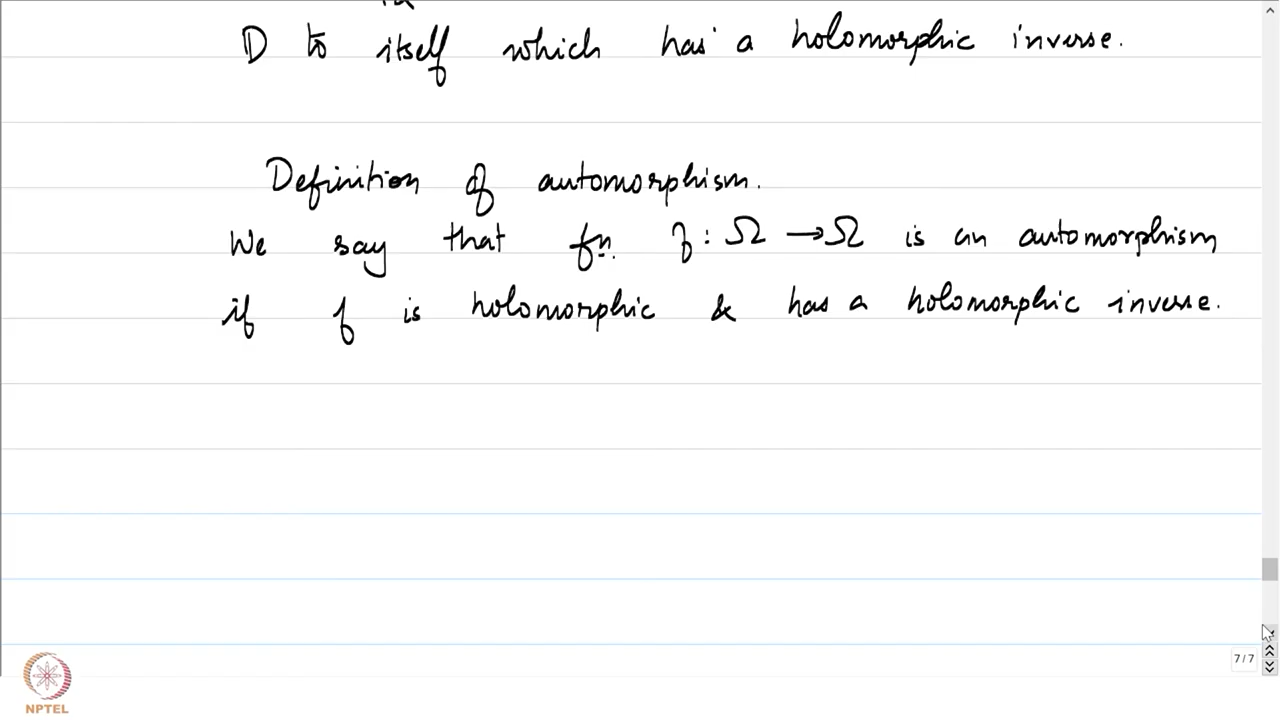 D to itself which has a holomorphic inverse.
Definition of automorphism.
We say that fn. f : Ω → Ω is an automorphism
if f is holomorphic & has a holomorphic inverse.
7/7
NPTEL